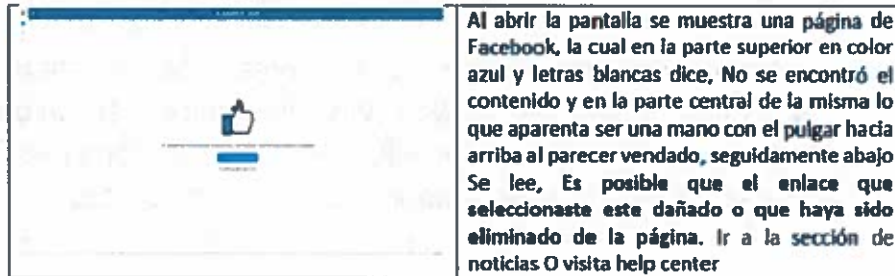 Al abrir la pantalla se muestra una página de
Facebook, la cual en la parte superior en color
azul y letras blancas dice, No se encontró el
contenido y en la parte central de la misma lo
que aparenta ser una mano con el pulgar hacia
arriba al parecer vendado, seguidamente abajo
Se lee, Es posible que el enlace que
seleccionaste este dañado o que haya sido
eliminado de la página. Ir a la sección de
noticias O visita help center